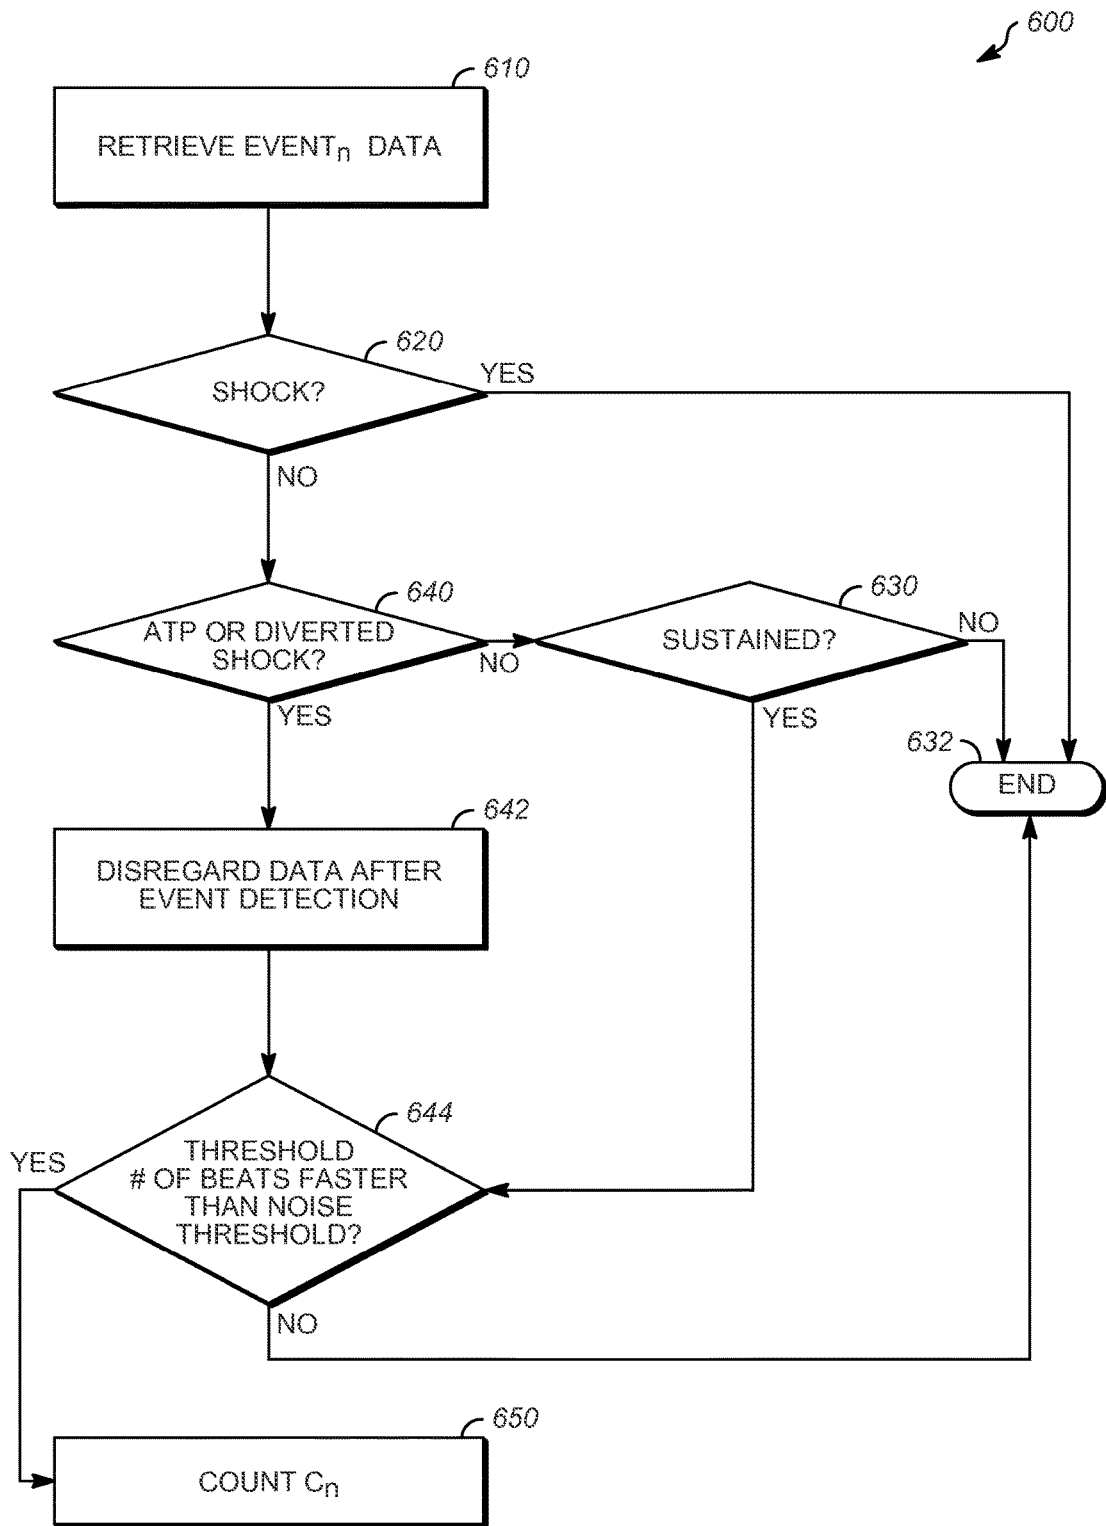 600
610
RETRIEVE EVENTn DATA
620
SHOCK?
YES
NO
640
ATP OR DIVERTED
SHOCK?
NO
YES
630
SUSTAINED?
NO
YES
632
END
642
DISREGARD DATA AFTER
EVENT DETECTION
644
YES
THRESHOLD
# OF BEATS FASTER
THAN NOISE
THRESHOLD?
NO
650
COUNT Cn